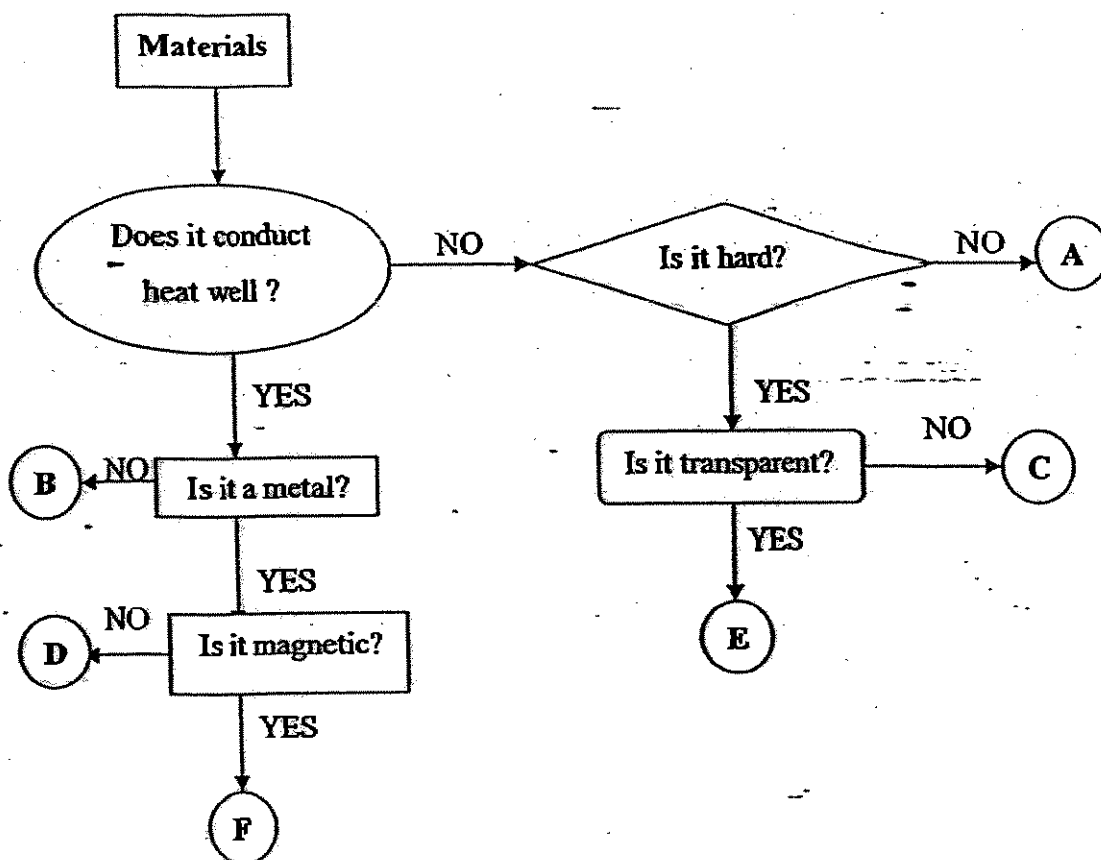 Materials
Does it conduct
heat well ?
NO
Is it hard?
NO
A
YES
YES
B
NO
Is it a metal?
Is it transparent?
NO
C
YES
YES
NO
D
Is it magnetic?
E
YES
F